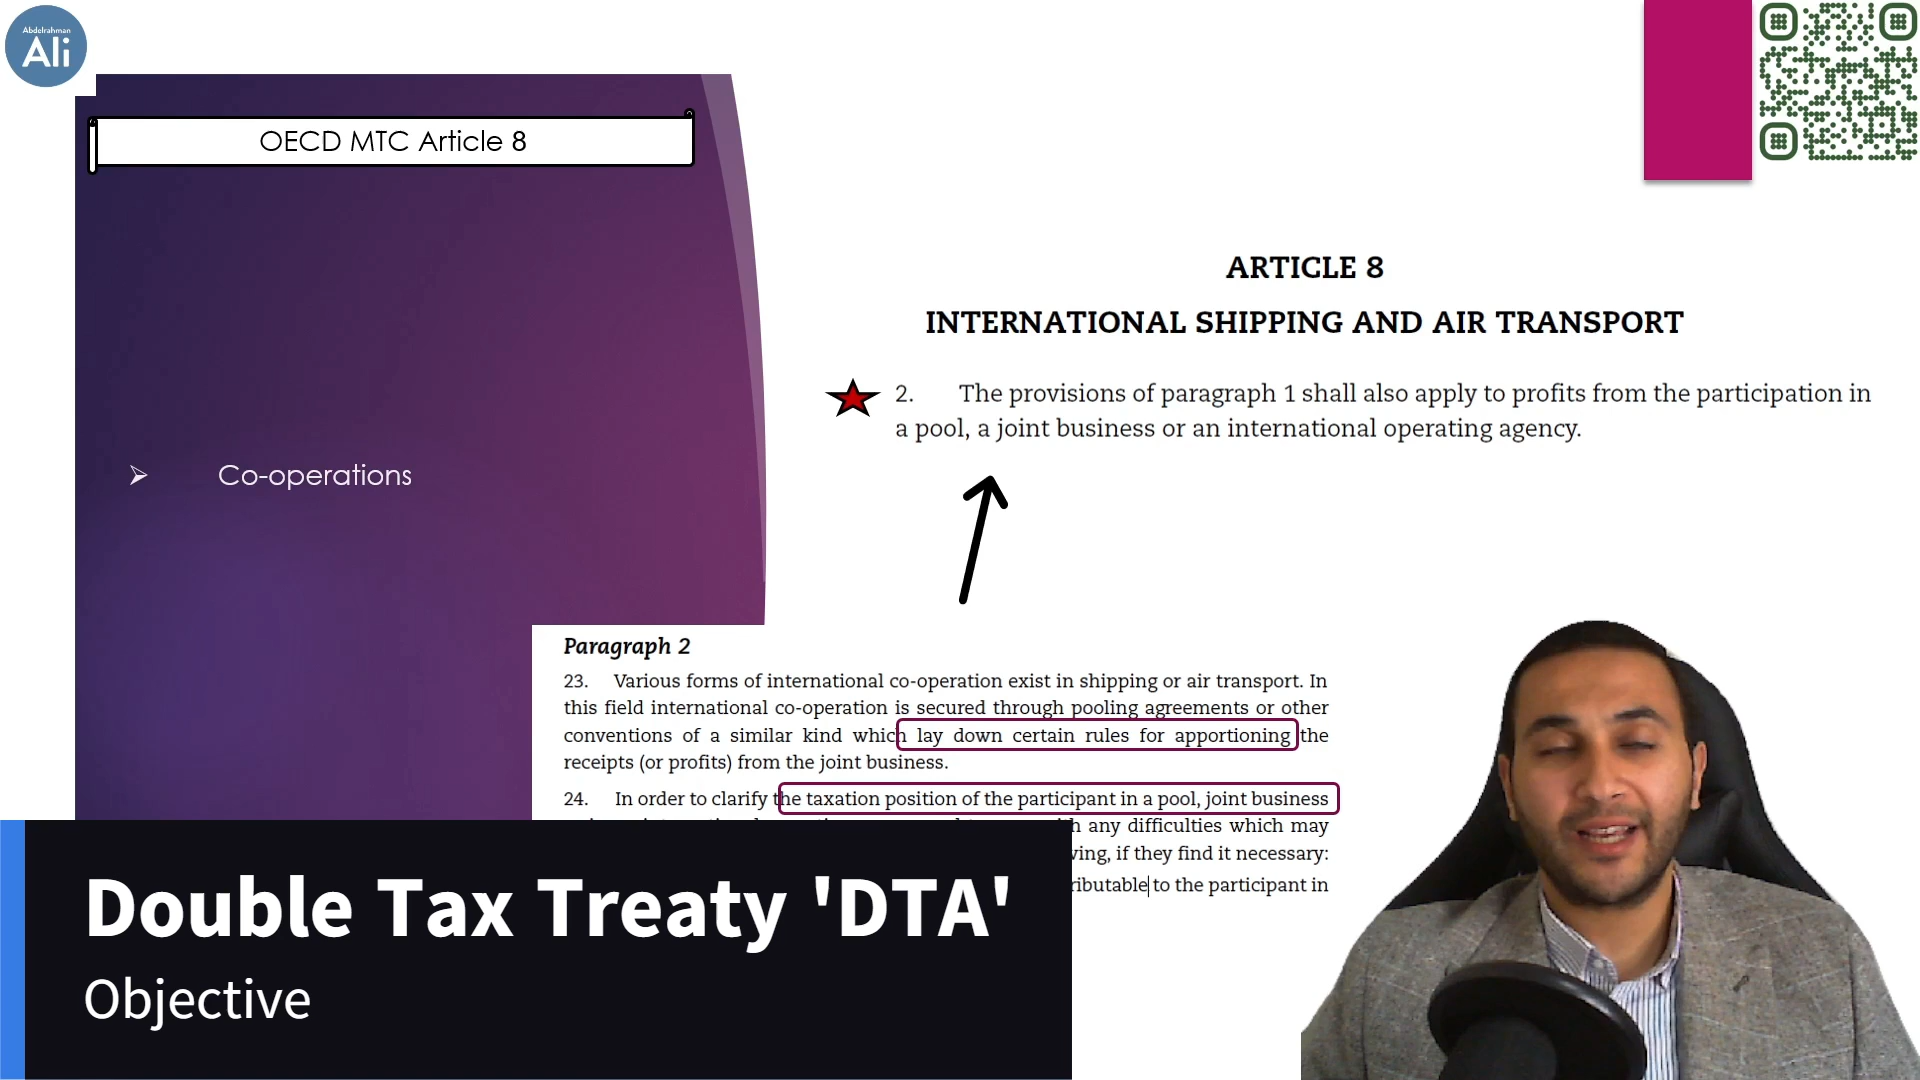 Abdelrahman
Ali
OECD MTC Article 8
ARTICLE 8
INTERNATIONAL SHIPPING AND AIR TRANSPORT
2. The provisions of paragraph 1 shall also apply to profits from the participation in
a pool, a joint business or an international operating agency.
➢ Co-operations
Paragraph 2
23. Various forms of international co-operation exist in shipping or air transport. In
this field international co-operation is secured through pooling agreements or other
conventions of a similar kind which lay down certain rules for apportioning the
receipts (or profits) from the joint business.
24. In order to clarify the taxation position of the participant in a pool, joint business
any difficulties which may
if they find it necessary:
to the participant in
Double Tax Treaty 'DTA'
Objective